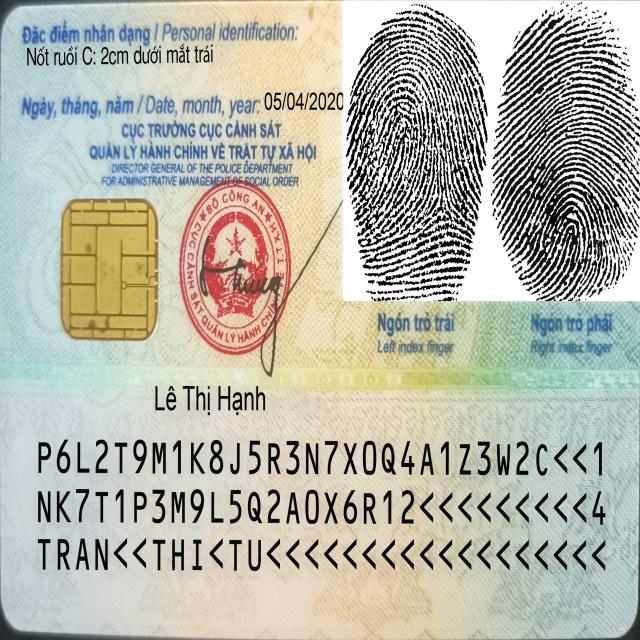 Đặc điểm nhân dạng / Personal identification:
Nốt ruồi C: 2cm dưới mắt trái
Ngày, tháng, năm / Date, month, year: 05/04/2020
CỤC TRƯỞNG CỤC CẢNH SÁT
QUẢN LÝ HÀNH CHÍNH VỀ TRẬT TỰ XÃ HỘI
DIRECTOR GENERAL OF THE POLICE DEPARTMENT
FOR ADMINISTRATIVE MANAGEMENT OF SOCIAL ORDER
BỘ CÔNG AN
CỤC CẢNH SÁT QUẢN LÝ HÀNH CHÍNH
Ngón trỏ trái
Left index finger
Ngón trỏ phải
Right index finger
Lê Thị Hạnh
P6L2T9M1K8J5R3N7X0Q4A1Z3W2C<<1
NK7T1P3M9L5Q2A0X6R12<<<<<<<<<4
TRAN<<THI<TU<<<<<<<<<<<<<<<<<<